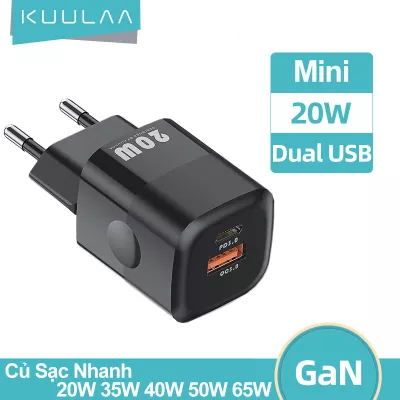 KUULAA
Mini
20W
Dual USB
20W
PD3.0
QC3.0
Củ Sạc Nhanh
20W 35W 40W 50W 65W
GaN